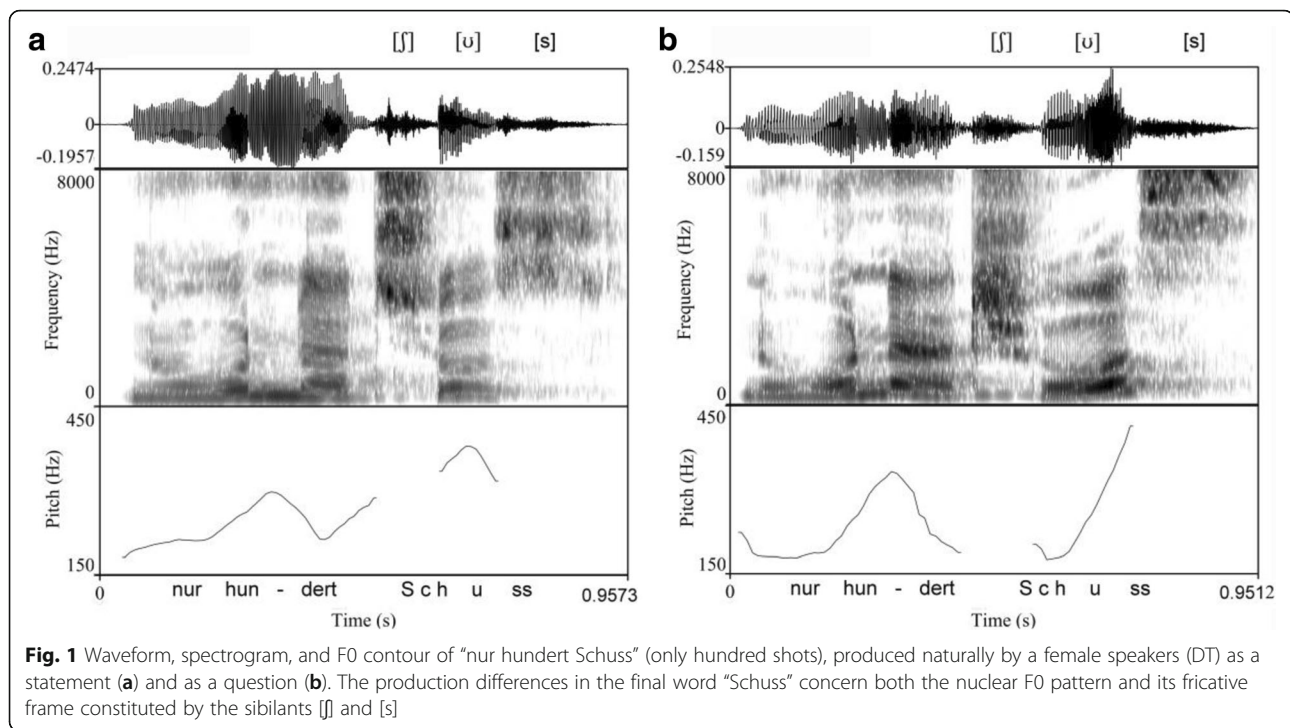 a
[ʃ] [ʊ] [s]
0.2474
0
-0.1957
8000
Frequency (Hz)
0
450
Pitch (Hz)
150
nur hun - dert S c h u ss
0 0.9573
Time (s)
b
[ʃ] [ʊ] [s]
0.2548
0
-0.159
8000
Frequency (Hz)
0
450
Pitch (Hz)
150
nur hun - dert S c h u ss
0 0.9512
Time (s)
Fig. 1 Waveform, spectrogram, and F0 contour of “nur hundert Schuss” (only hundred shots), produced naturally by a female speakers (DT) as a
statement (a) and as a question (b). The production differences in the final word “Schuss” concern both the nuclear F0 pattern and its fricative
frame constituted by the sibilants [ʃ] and [s]